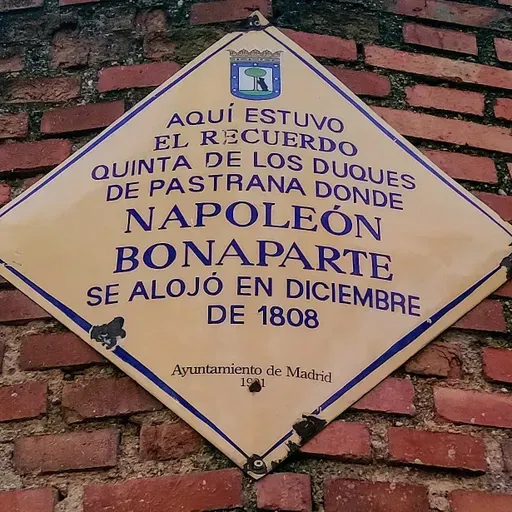 AQUÍ ESTUVO
EL RECUERDO
QUINTA DE LOS DUQUES
DE PASTRANA DONDE
NAPOLEÓN
BONAPARTE
SE ALOJÓ EN DICIEMBRE
DE 1808
Ayuntamiento de Madrid